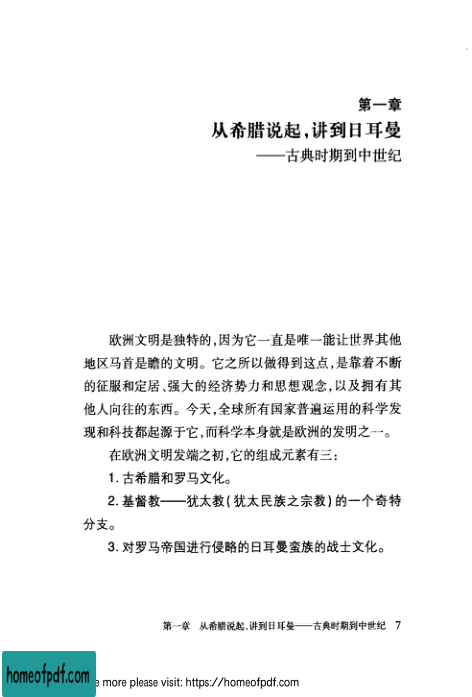 第一章
从希腊说起,讲到日耳曼
——古典时期到中世纪
欧洲文明是独特的,因为它一直是唯一能让世界其他
地区马首是瞻的文明。它之所以做得到这点,是靠着不断
的征服和定居、强大的经济势力和思想观念,以及拥有其
他人向往的东西。今天,全球所有国家普遍运用的科学发
现和科技都起源于它,而科学本身就是欧洲的发明之一。
在欧洲文明发端之初,它的组成元素有三:
1. 古希腊和罗马文化。
2. 基督教——犹太教(犹太民族之宗教)的一个奇特
分支。
3. 对罗马帝国进行侵略的日耳曼蛮族的战士文化。
第一章 从希腊说起,讲到日耳曼——古典时期到中世纪 7
homeofpdf.com
e more please visit: https://homeofpdf.com